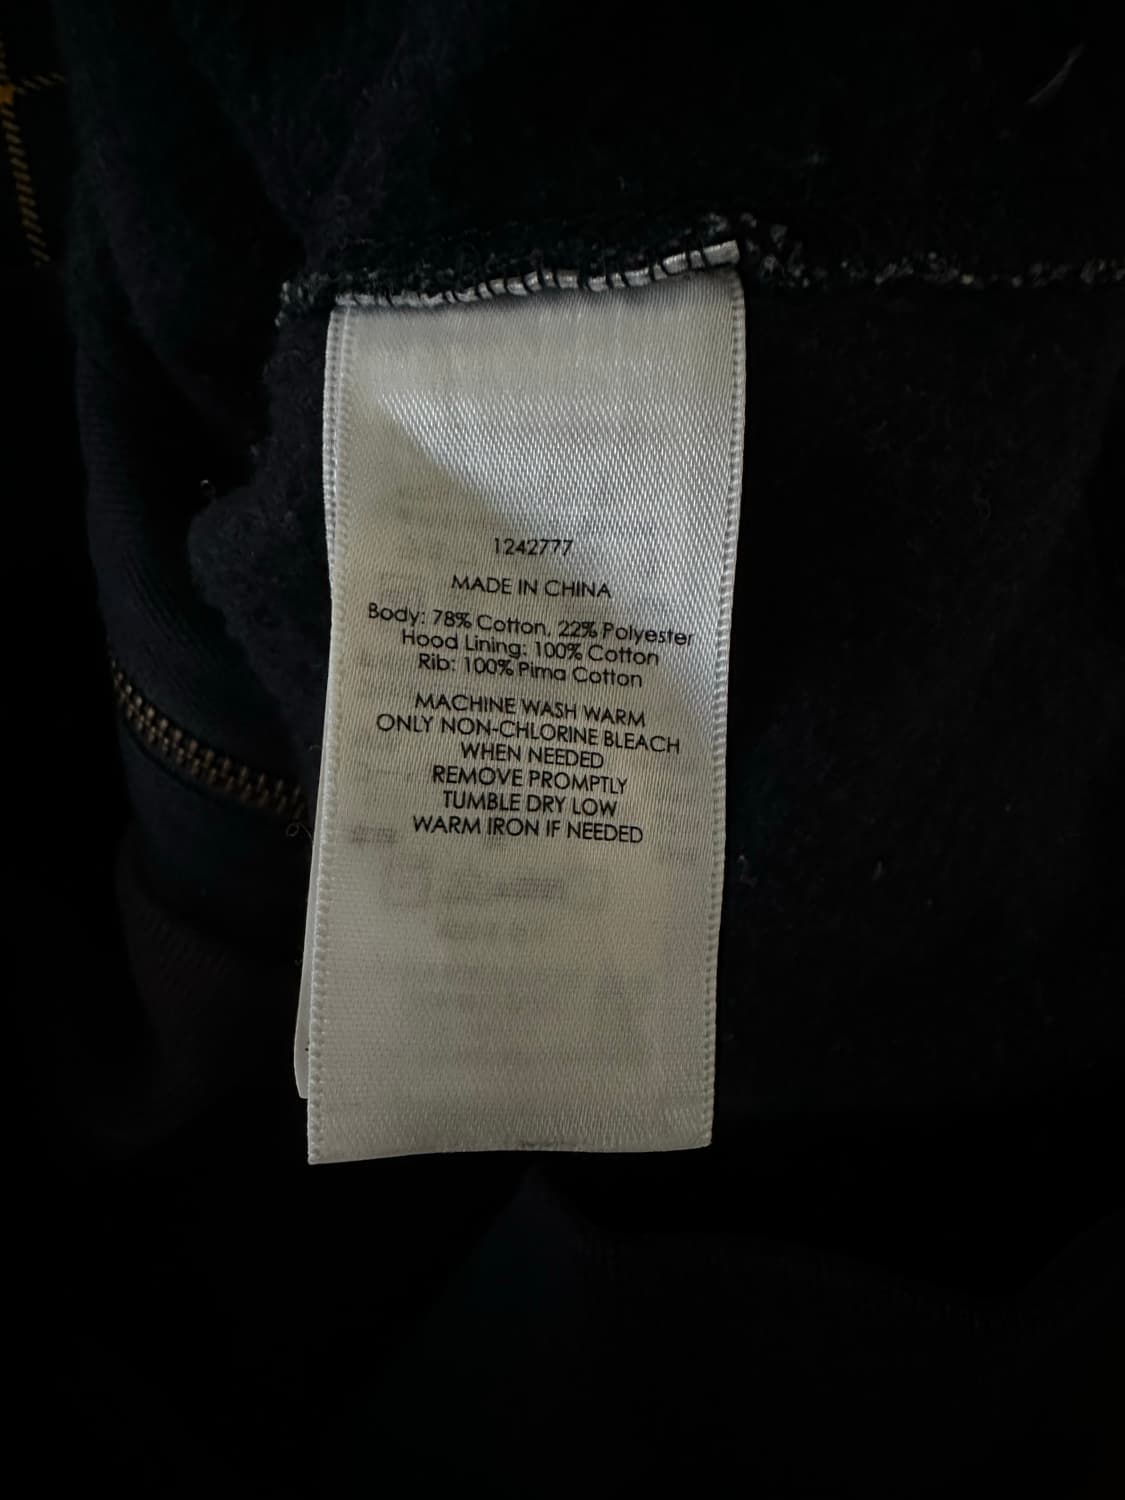 1242777
MADE IN CHINA
Body: 78% Cotton, 22% Polyester
Hood Lining: 100% Cotton
Rib: 100% Pima Cotton
MACHINE WASH WARM
ONLY NON-CHLORINE BLEACH
WHEN NEEDED
REMOVE PROMPTLY
TUMBLE DRY LOW
WARM IRON IF NEEDED